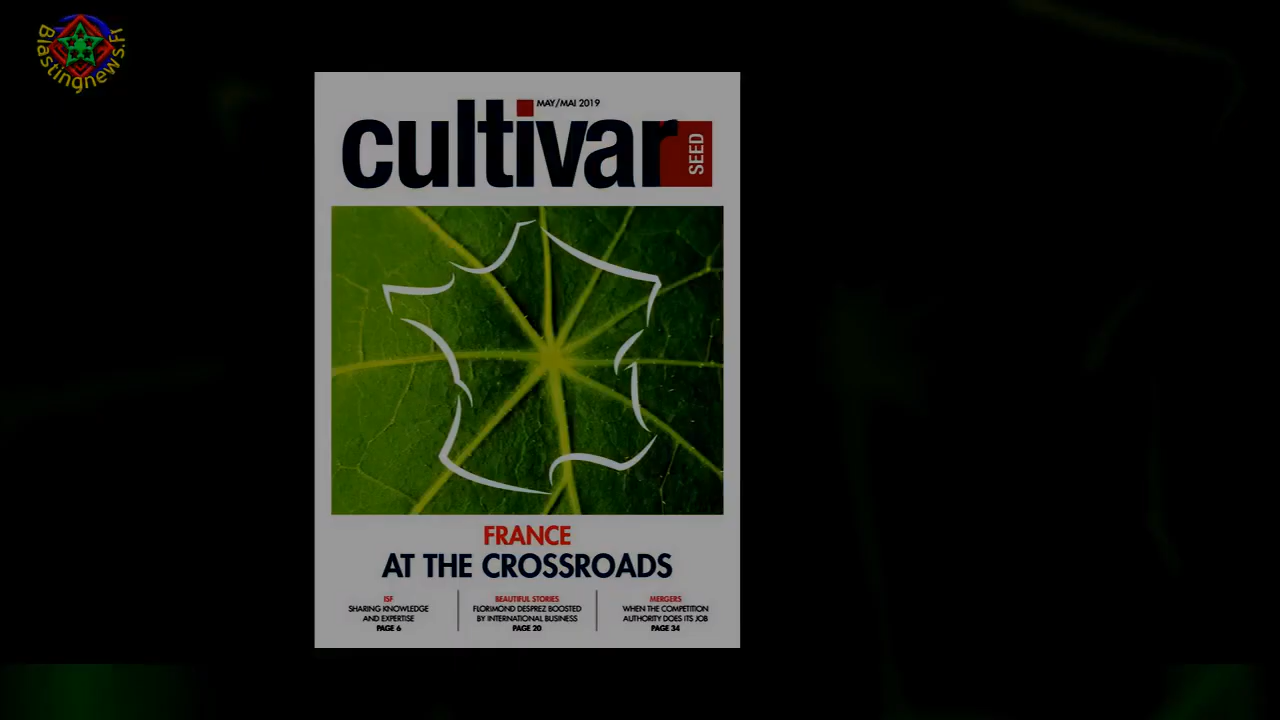 Blastingnews.Fr
MAY/MAI 2019
cultivar
SEED
FRANCE
AT THE CROSSROADS
ISF
SHARING KNOWLEDGE
AND EXPERTISE
PAGE 6
BEAUTIFUL STORIES
FLORIMOND DESPREZ BOOSTED
BY INTERNATIONAL BUSINESS
PAGE 20
MERGERS
WHEN THE COMPETITION
AUTHORITY DOES ITS JOB
PAGE 34